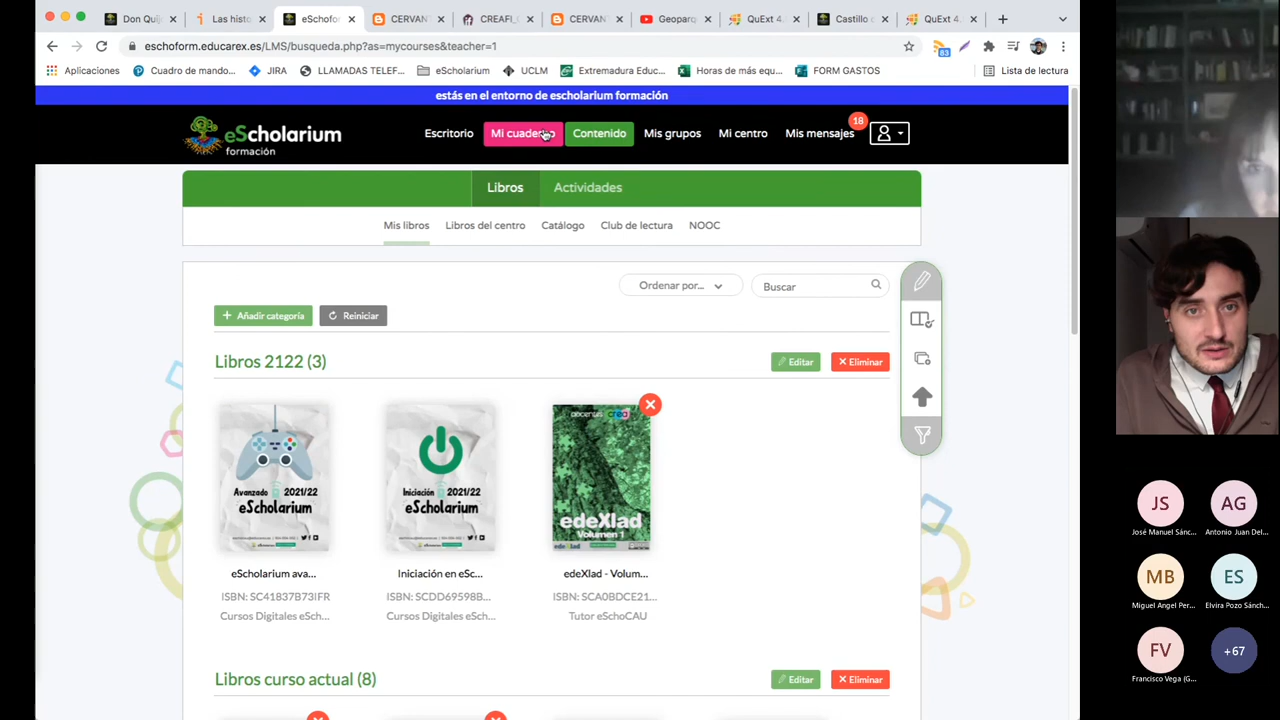 Don Quij
Las histo
eSchofor
CERVAN
CREAFI_C
CERVAN
Geoparq
QuExt 4.
Castillo c
QuExt 4.
eschoform.educarex.es/LMS/busqueda.php?as=mycourses&teacher=1
83
Aplicaciones
Cuadro de mando...
JIRA
LLAMADAS TELEF...
eScholarium
UCLM
Extremadura Educ...
Horas de más equ...
FORM GASTOS
Lista de lectura
estás en el entorno de escholarium formación
eScholarium
formación
Escritorio
Mi cuaderno
Contenido
Mis grupos
Mi centro
Mis mensajes
18
Libros
Actividades
Mis libros
Libros del centro
Catálogo
Club de lectura
NOOC
Ordenar por...
Buscar
+ Añadir categoría
Reiniciar
Libros 2122 (3)
Editar
Eliminar
Avanzado 2021/22
eScholarium
Iniciación 2021/22
eScholarium
crea
edeXlad
Volumen 1
eScholarium ava...
Iniciación en eSc...
edeXlad - Volum...
ISBN: SC41B37B73IFR
ISBN: SCDD69598B...
ISBN: SCA0BDCE21...
Cursos Digitales eSch...
Cursos Digitales eSch...
Tutor eSchoCAU
Libros curso actual (8)
Editar
Eliminar
JS
AG
José Manuel Sánc...
Antonio Juan Del...
MB
ES
Miguel Angel Per...
Elvira Pozo Sánch...
FV
+67
Francisco Vega (G...